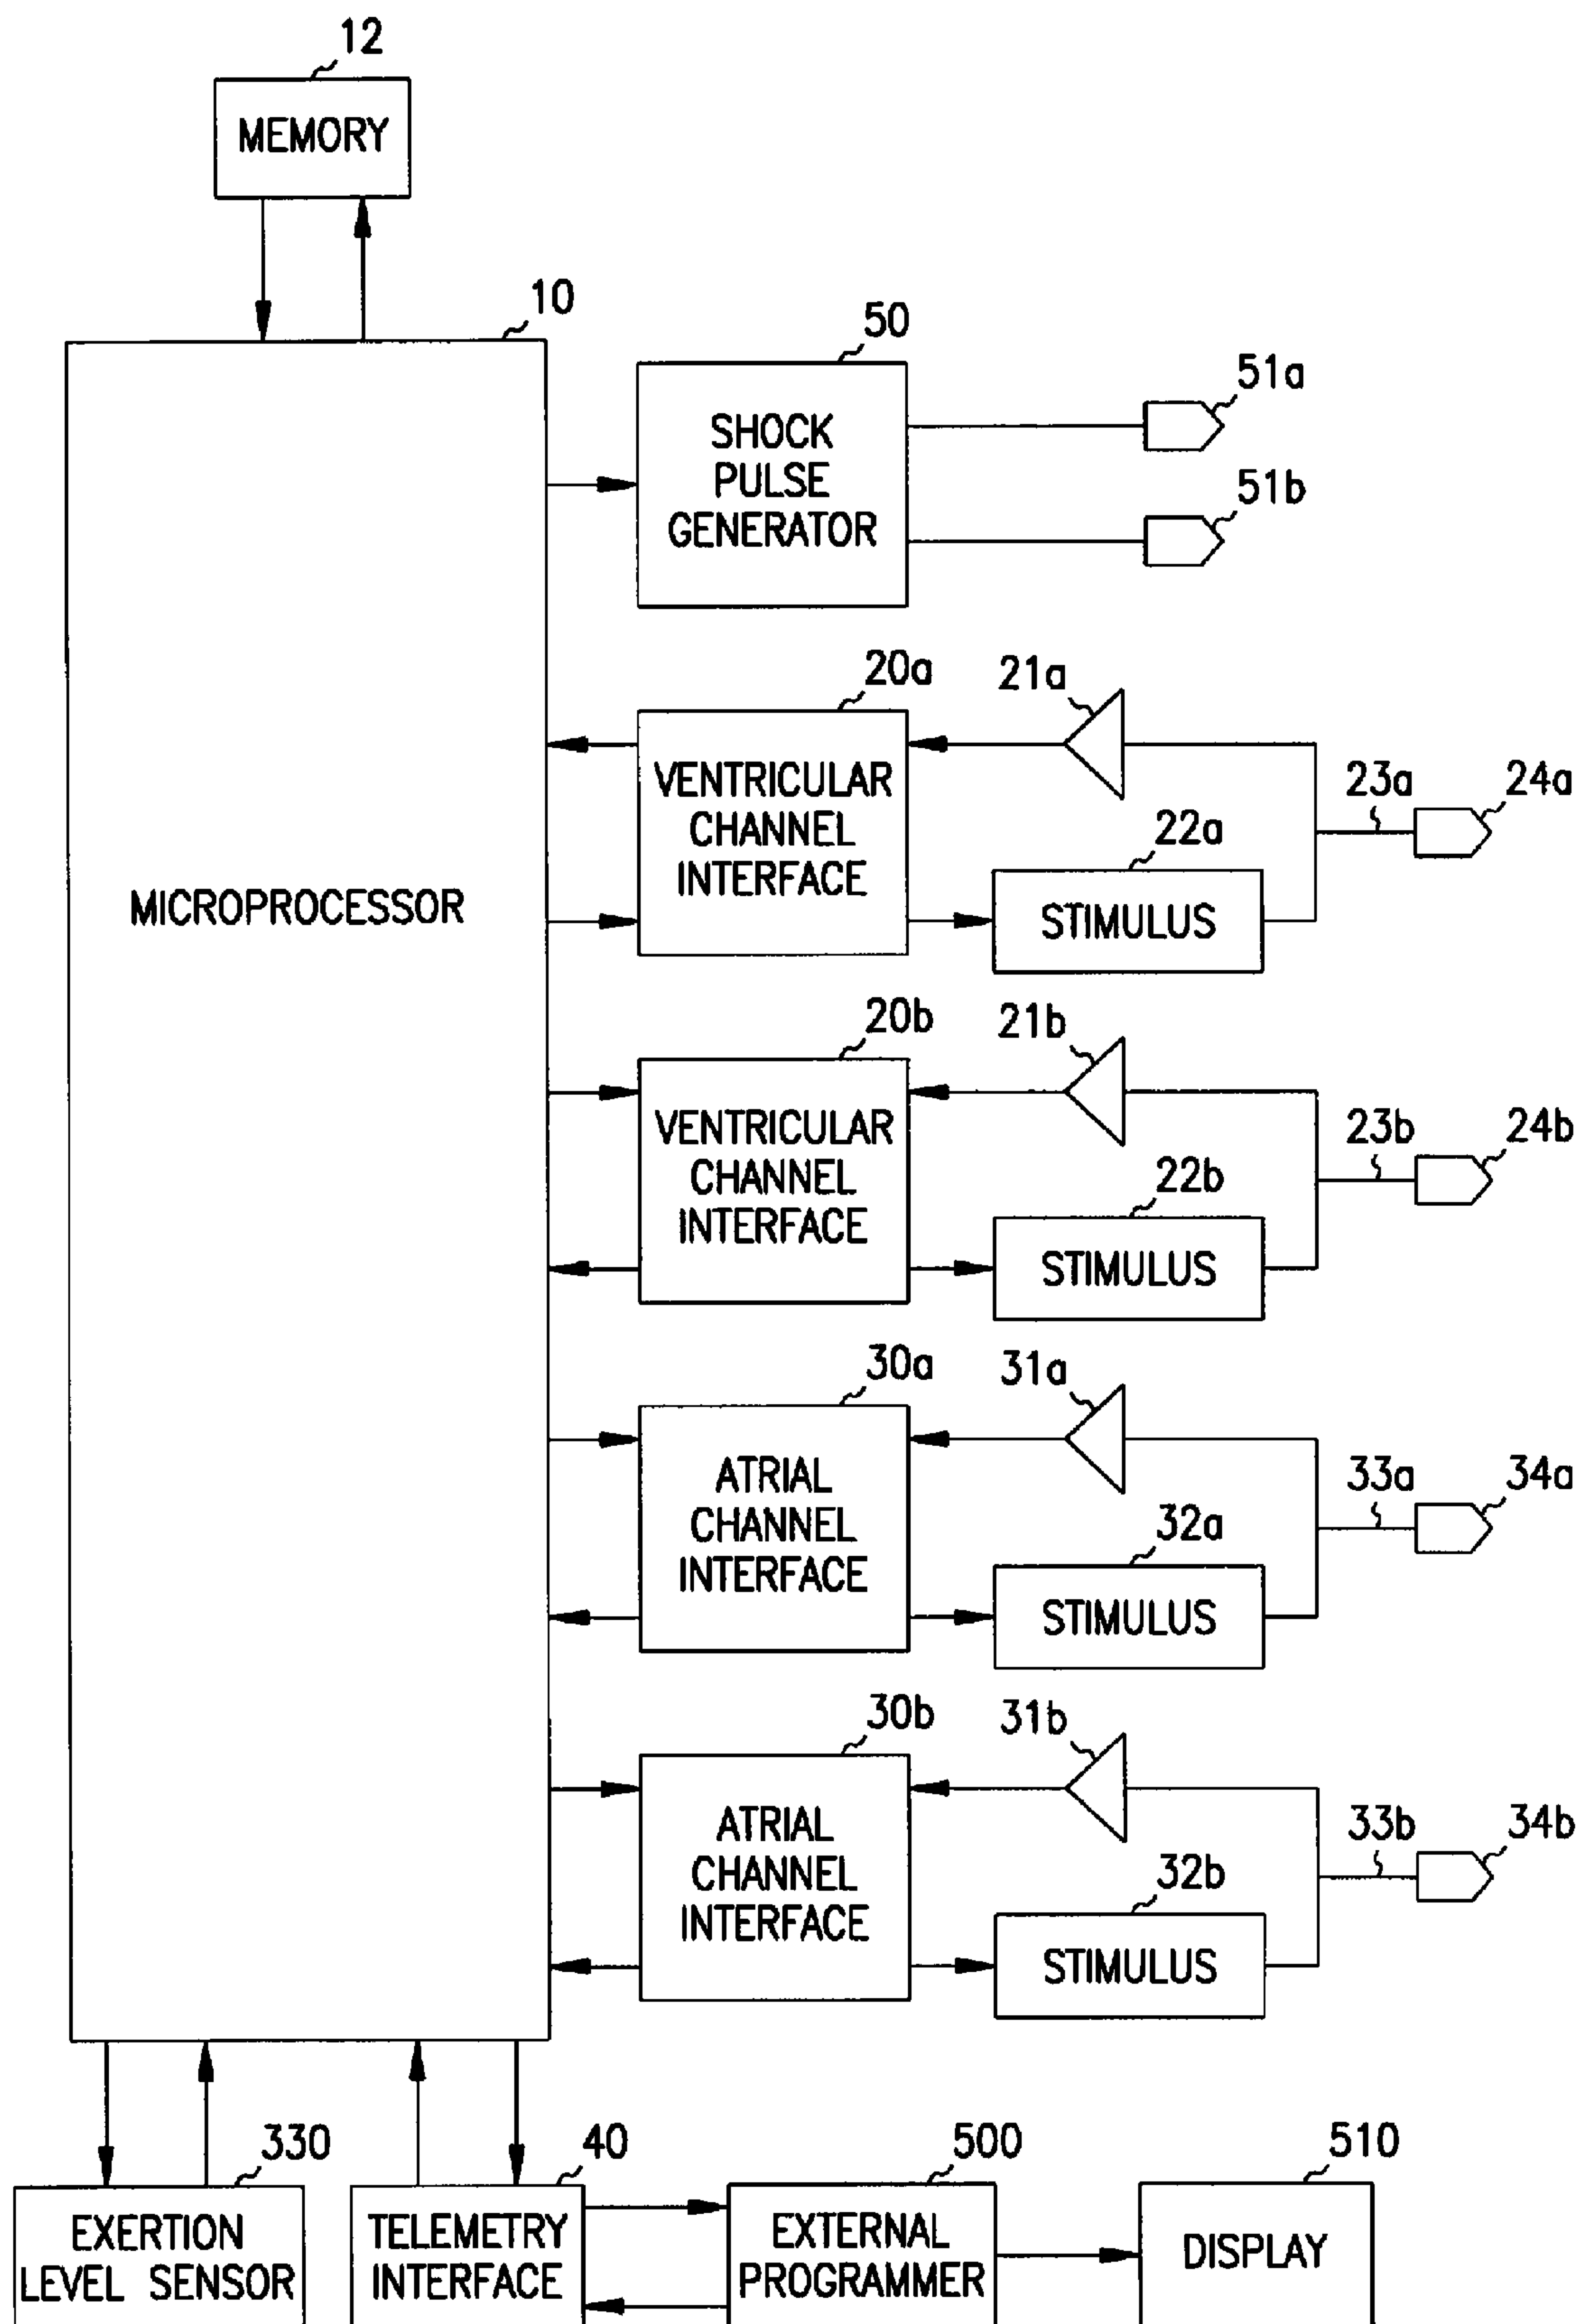 12
MEMORY
10
MICROPROCESSOR
50
SHOCK
PULSE
GENERATOR
51a
51b
20a
VENTRICULAR
CHANNEL
INTERFACE
21a
22a
STIMULUS
23a
24a
20b
VENTRICULAR
CHANNEL
INTERFACE
21b
22b
STIMULUS
23b
24b
30a
ATRIAL
CHANNEL
INTERFACE
31a
32a
STIMULUS
33a
34a
30b
ATRIAL
CHANNEL
INTERFACE
31b
32b
STIMULUS
33b
34b
330
EXERTION
LEVEL SENSOR
40
TELEMETRY
INTERFACE
500
EXTERNAL
PROGRAMMER
510
DISPLAY